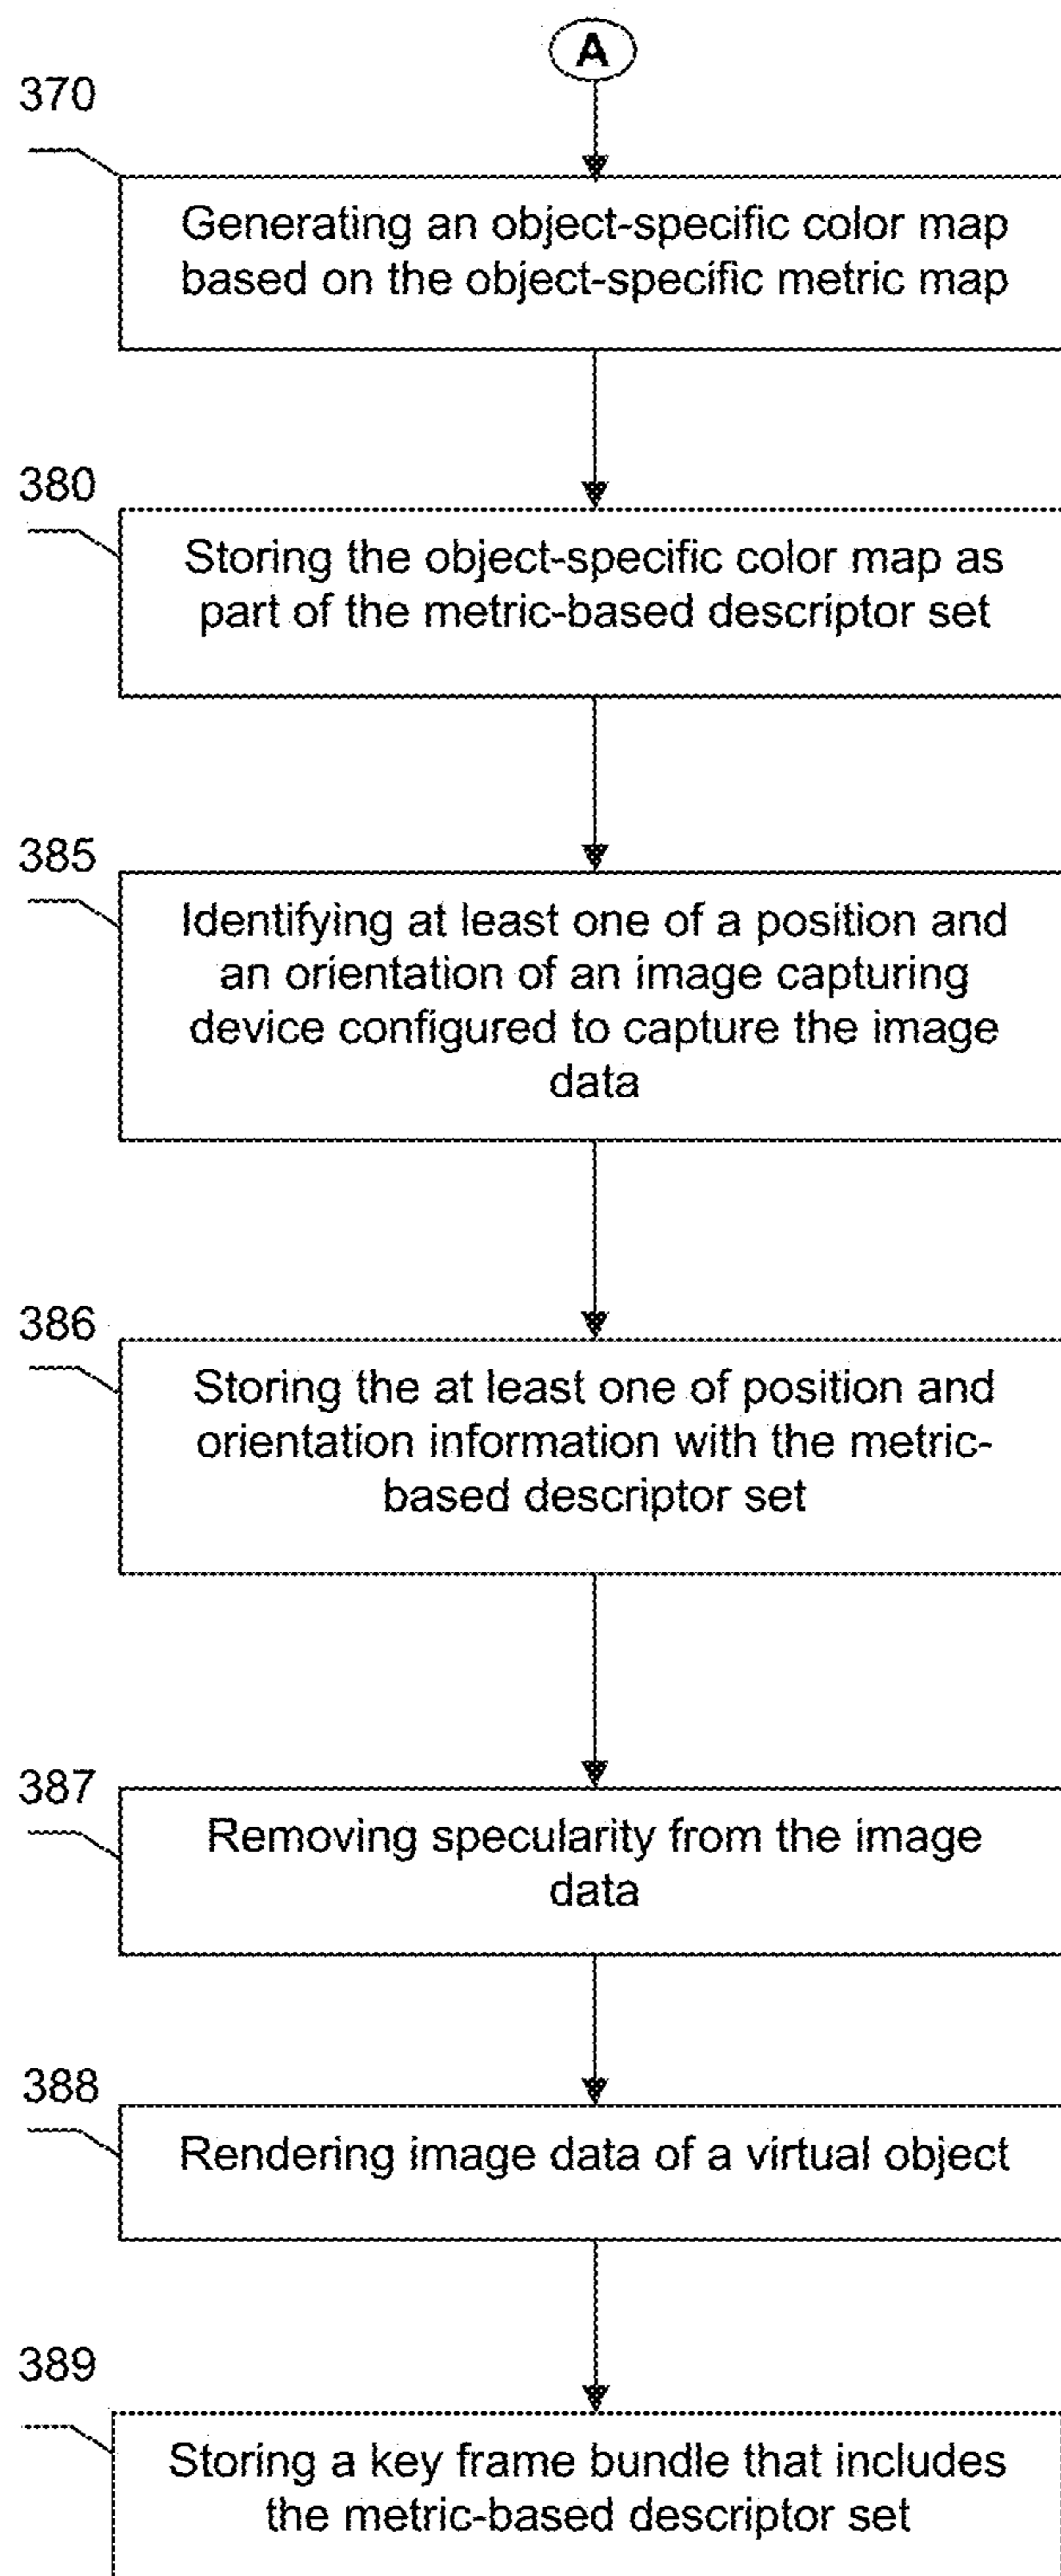 A
370
Generating an object-specific color map
based on the object-specific metric map
380
Storing the object-specific color map as
part of the metric-based descriptor set
385
Identifying at least one of a position and
an orientation of an image capturing
device configured to capture the image
data
386
Storing the at least one of position and
orientation information with the metric-
based descriptor set
387
Removing specularity from the image
data
388
Rendering image data of a virtual object
389
Storing a key frame bundle that includes
the metric-based descriptor set